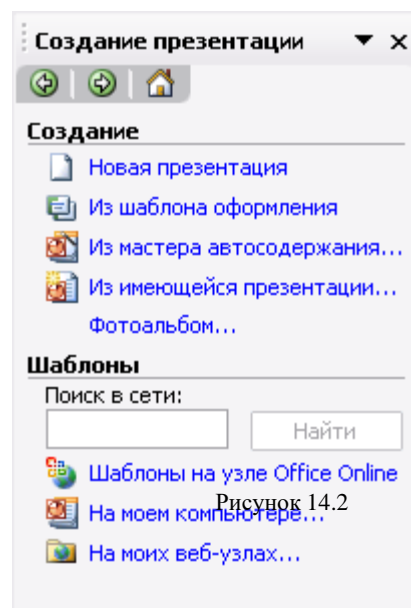 Создание презентации
Создание
Новая презентация
Из шаблона оформления
Из мастера автосодержания...
Из имеющейся презентации...
Фотоальбом...
Шаблоны
Поиск в сети:
Найти
Шаблоны на узле Office Online
Рисунок 14.2
На моем компьютере...
На моих веб-узлах...